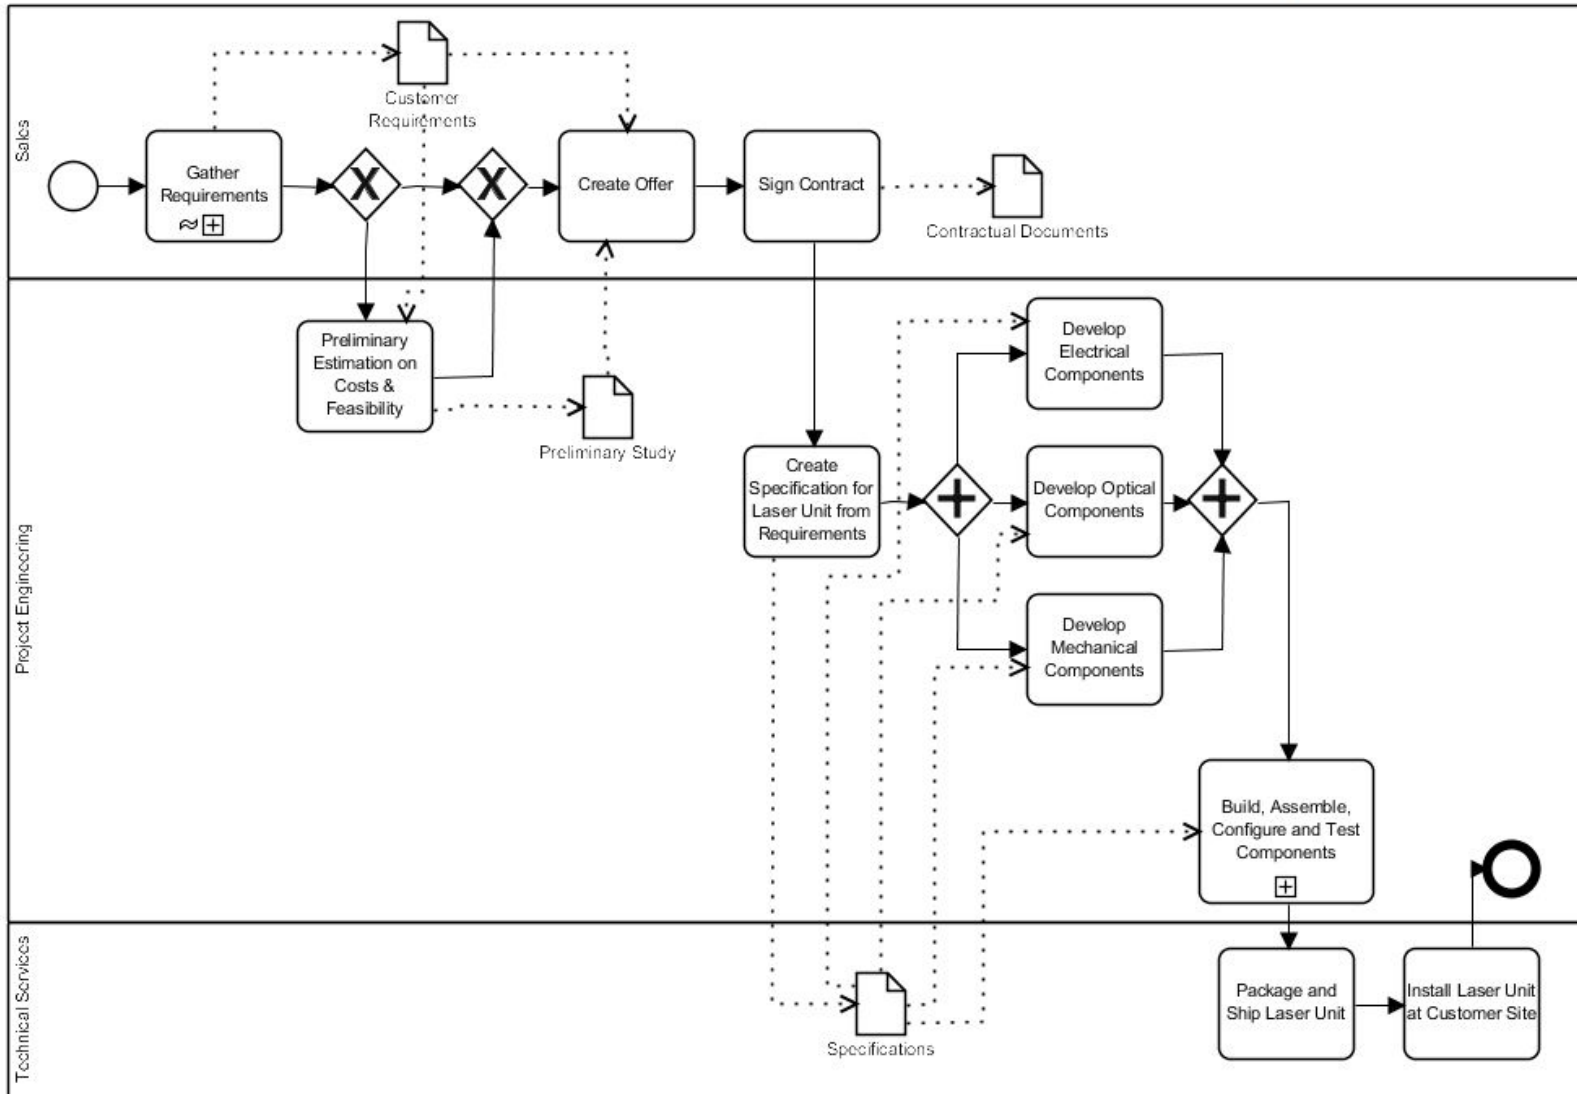 Sales
Customer
Requirements
Gather
Requirements
X
X
Create Offer
Sign Contract
Contractual Documents
Project Engineering
Preliminary
Estimation on
Costs &
Feasibility
Preliminary Study
Create
Specification for
Laser Unit from
Requirements
Develop
Electrical
Components
Develop Optical
Components
Develop
Mechanical
Components
Build, Assemble,
Configure and Test
Components
Technical Services
Specifications
Package and
Ship Laser Unit
Install Laser Unit
at Customer Site